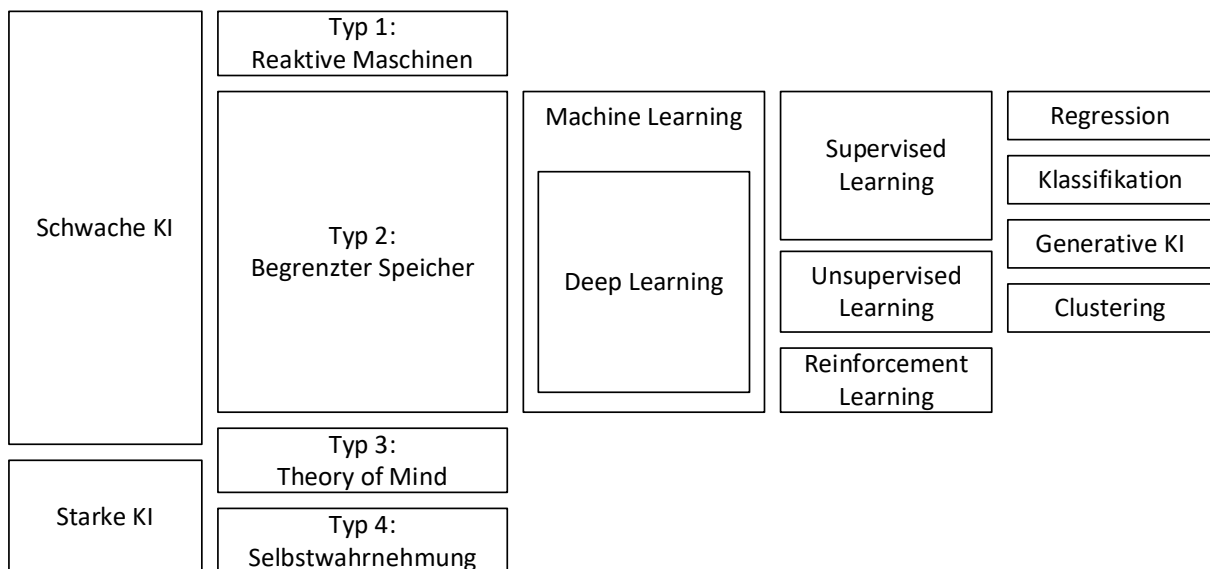 Schwache KI
Starke KI
Typ 1:
Reaktive Maschinen
Typ 2:
Begrenzter Speicher
Typ 3:
Theory of Mind
Typ 4:
Selbstwahrnehmung
Machine Learning
Deep Learning
Supervised
Learning
Unsupervised
Learning
Reinforcement
Learning
Regression
Klassifikation
Generative KI
Clustering